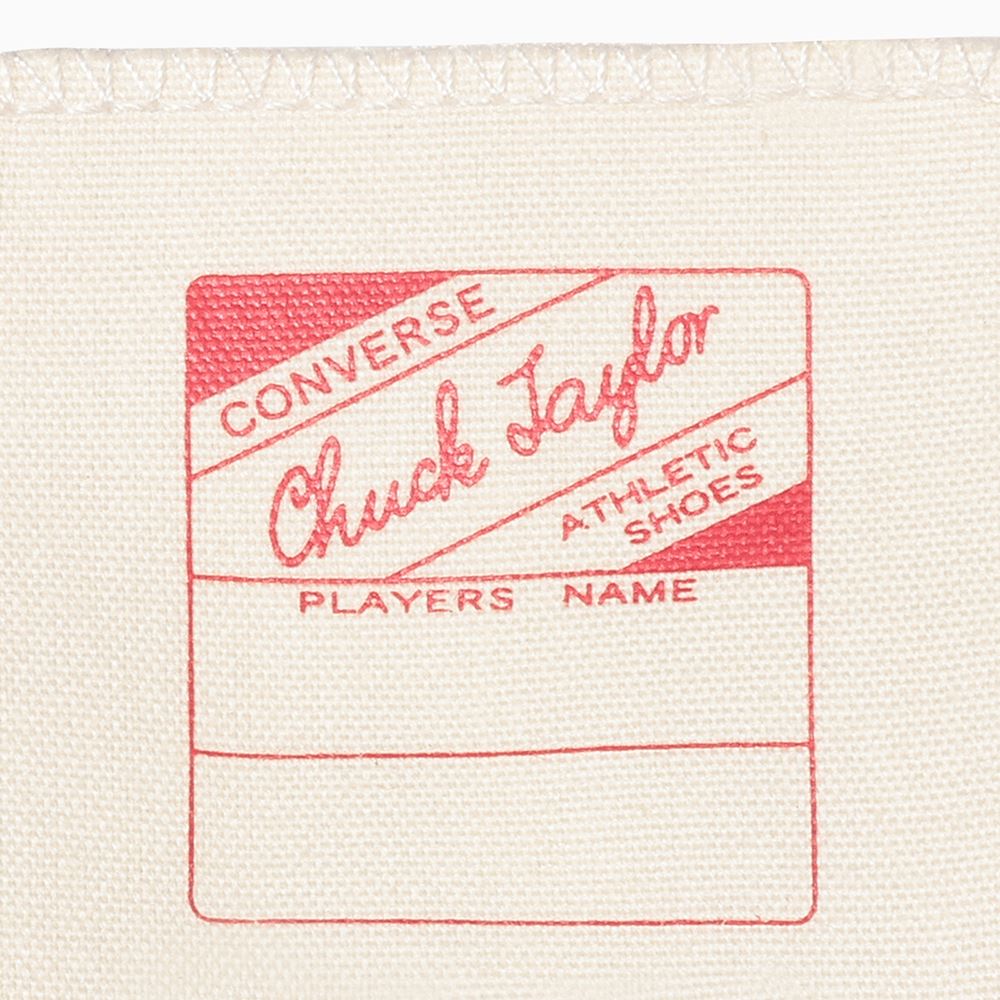 CONVERSE
Chuck Taylor
ATHLETIC
SHOES
PLAYERS NAME